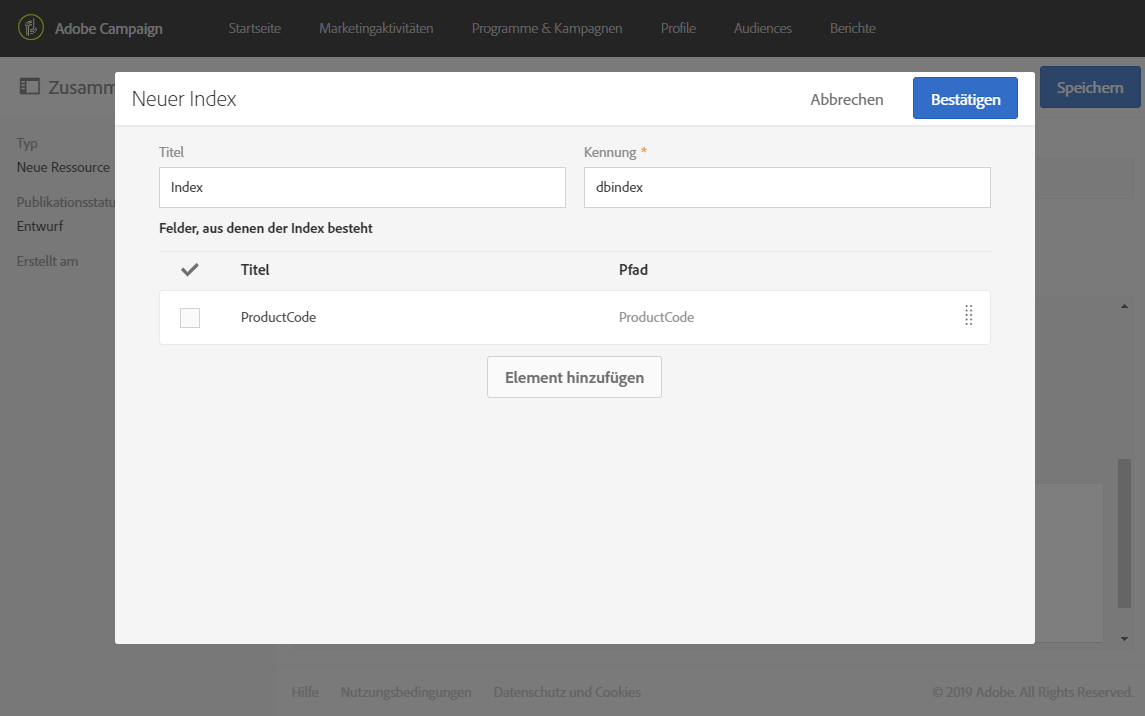 Adobe Campaign Startseite Marketingaktivitäten Programme & Kampagnen Profile Audiences Berichte
Zusamm
Neuer Index Abbrechen Bestätigen Speichern
Typ
Neue Ressource
Publikationsstatu
Entwurf
Erstellt am
Titel Kennung *
Index dbindex
Felder, aus denen der Index besteht
Titel Pfad
ProductCode ProductCode
Element hinzufügen
Hilfe Nutzungsbedingungen Datenschutz und Cookies © 2019 Adobe. All Rights Reserved.